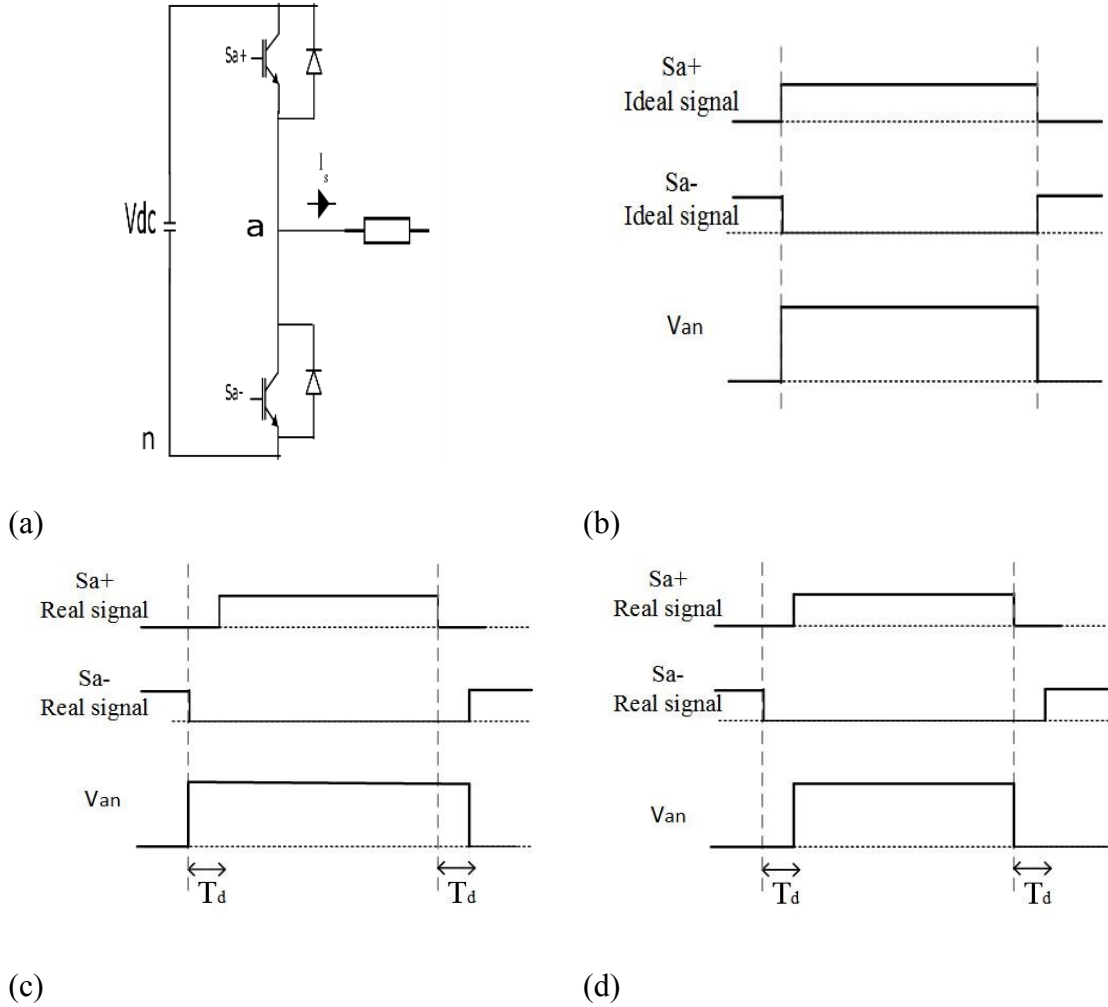 Sa+
I s
Vdc
a
Sa-
n
(a)
Sa+
Ideal signal
Sa-
Ideal signal
Van
(b)
Sa+
Real signal
Sa-
Real signal
Van
Td
Td
(c)
Sa+
Real signal
Sa-
Real signal
Van
Td
Td
(d)